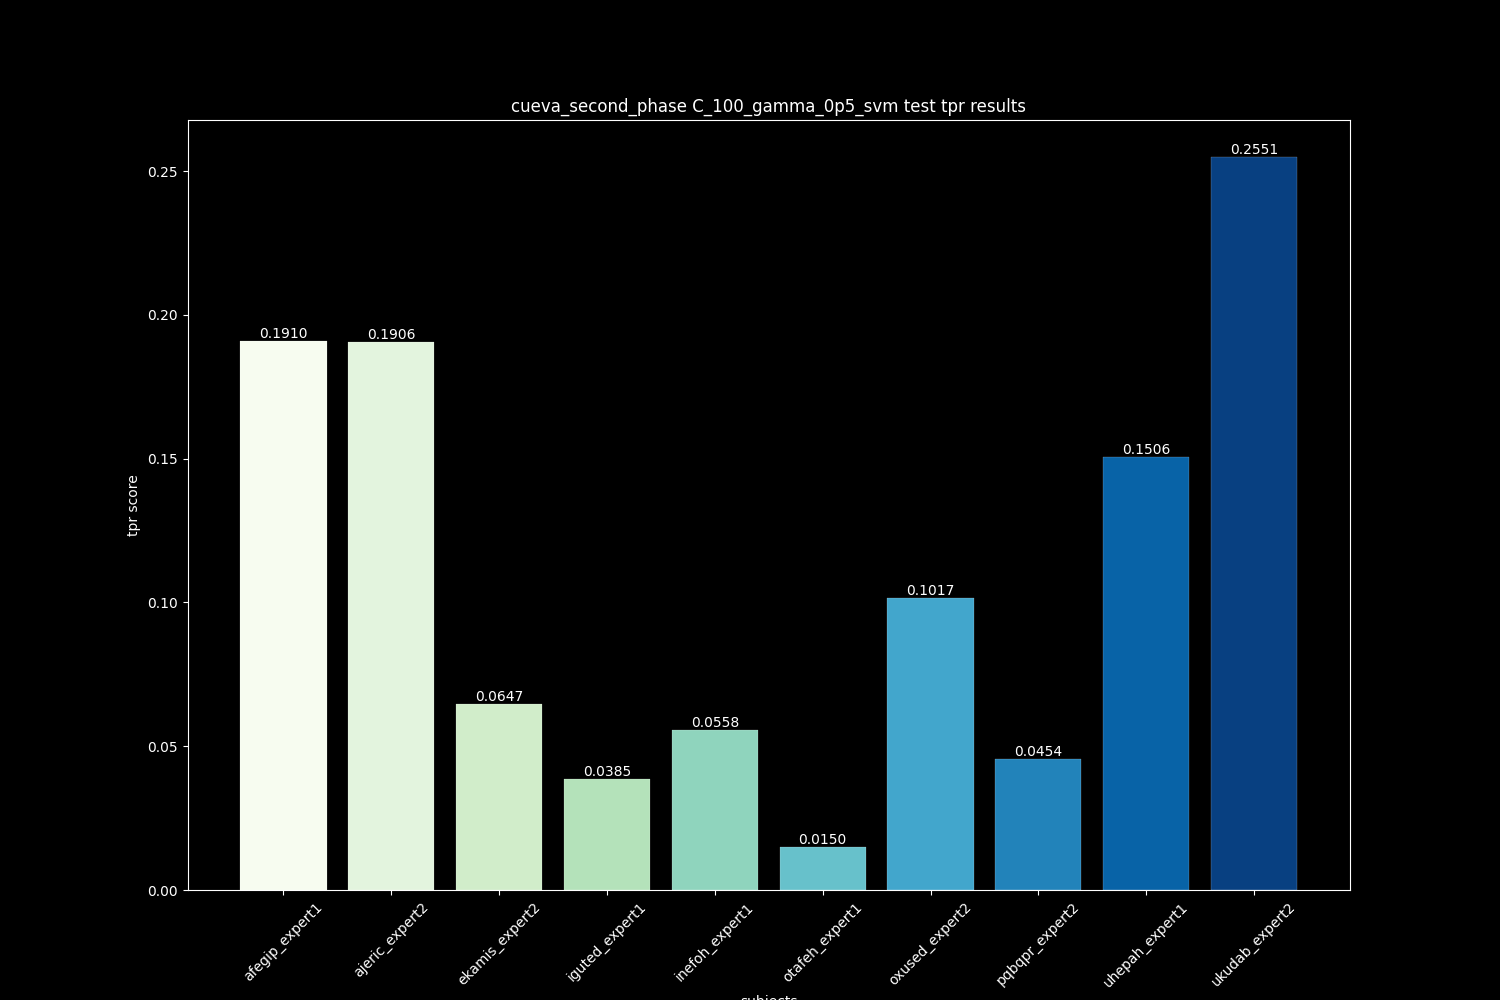 cueva_second_phase C_100_gamma_0p5_svm test tpr results
0.25
0.20
0.15
0.10
0.05
0.00
tpr score
0.1910
0.1906
0.0647
0.0385
0.0558
0.0150
0.1017
0.0454
0.1506
0.2551
afegip_expert1
ajeric_expert2
ekamis_expert2
iguted_expert1
inefoh_expert1
otafeh_expert1
oxused_expert2
pqbqpr_expert2
uhepah_expert1
ukudab_expert2
subjects